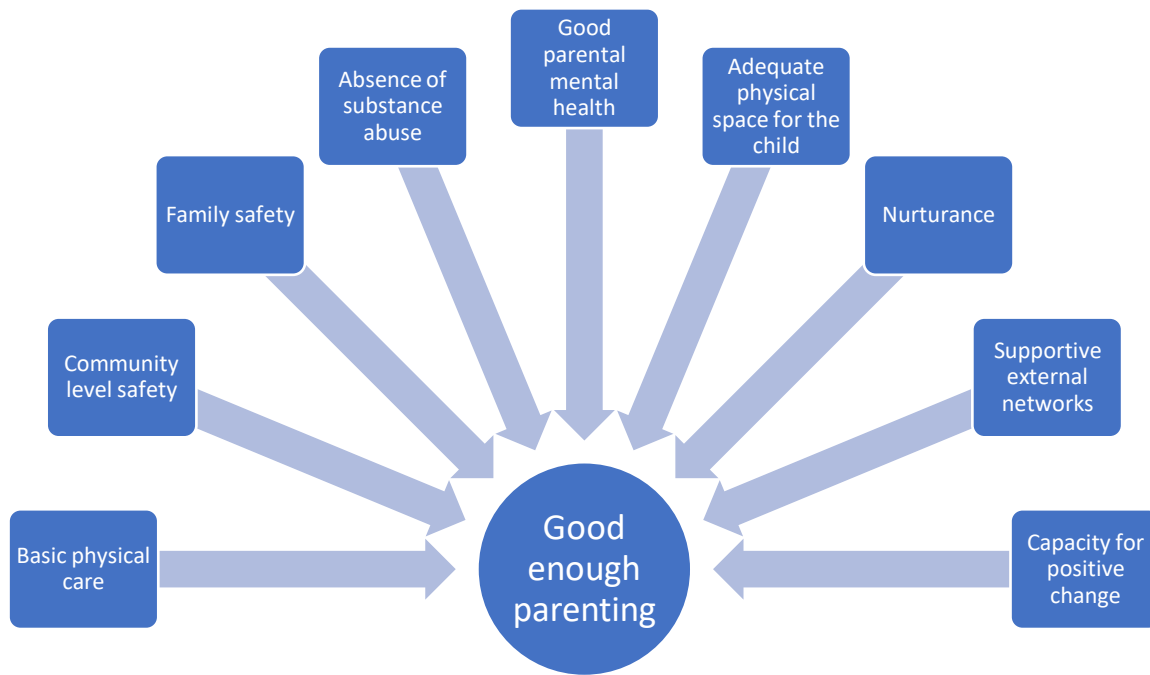 Good
parental
mental
health
Absence of
substance
abuse
Adequate
physical
space for the
child
Family safety
Nurturance
Community
level safety
Supportive
external
networks
Basic physical
care
Good
enough
parenting
Capacity for
positive
change